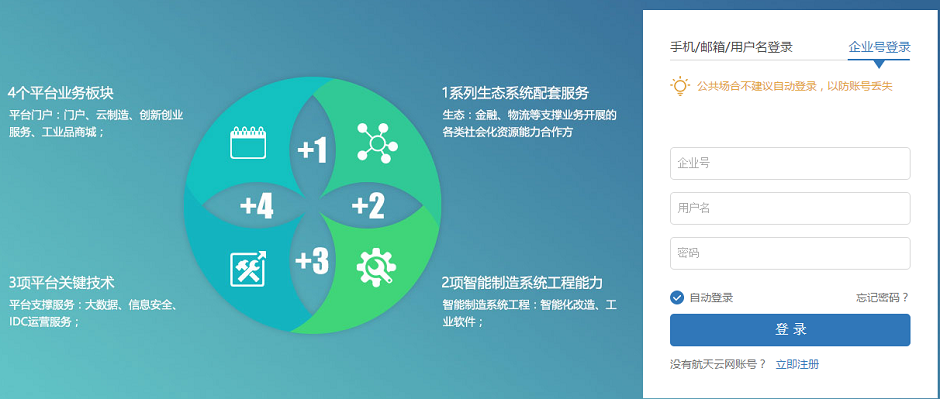 4个平台业务板块
平台门户：门户、云制造、创新创业
服务、工业品商城；
1系列生态系统配套服务
生态：金融、物流等支撑业务开展的
各类社会化资源能力合作方
+1
+4
+2
+3
3项平台关键技术
平台支撑服务：大数据、信息安全、
IDC运营服务；
2项智能制造系统工程能力
智能制造系统工程：智能化改造、工
业软件；
手机/邮箱/用户名登录
企业号登录
公共场合不建议自动登录，以防账号丢失
企业号
用户名
密码
自动登录
忘记密码？
登 录
没有航天云网账号？ 立即注册